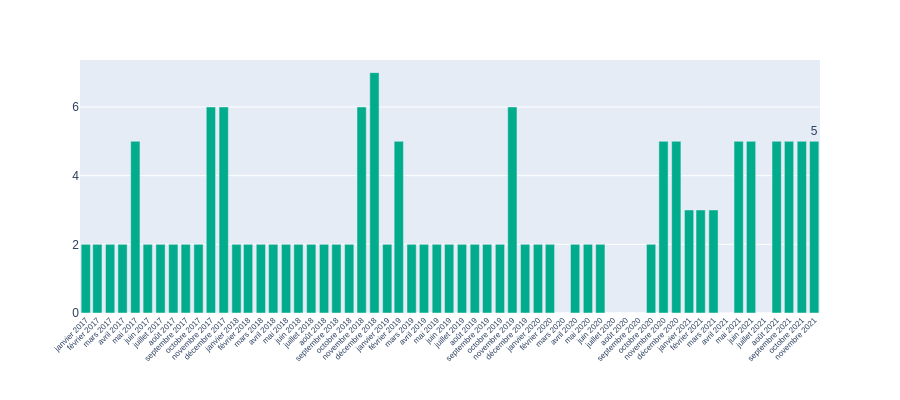 6
5
4
2
0
janvier 2017
février 2017
mars 2017
avril 2017
mai 2017
juin 2017
juillet 2017
août 2017
septembre 2017
octobre 2017
novembre 2017
décembre 2017
janvier 2018
février 2018
mars 2018
avril 2018
mai 2018
juin 2018
juillet 2018
août 2018
septembre 2018
octobre 2018
novembre 2018
décembre 2018
janvier 2019
février 2019
mars 2019
avril 2019
mai 2019
juin 2019
juillet 2019
août 2019
septembre 2019
octobre 2019
novembre 2019
décembre 2019
janvier 2020
février 2020
mars 2020
avril 2020
mai 2020
juin 2020
juillet 2020
août 2020
septembre 2020
octobre 2020
novembre 2020
décembre 2020
janvier 2021
février 2021
mars 2021
avril 2021
mai 2021
juin 2021
juillet 2021
août 2021
septembre 2021
octobre 2021
novembre 2021